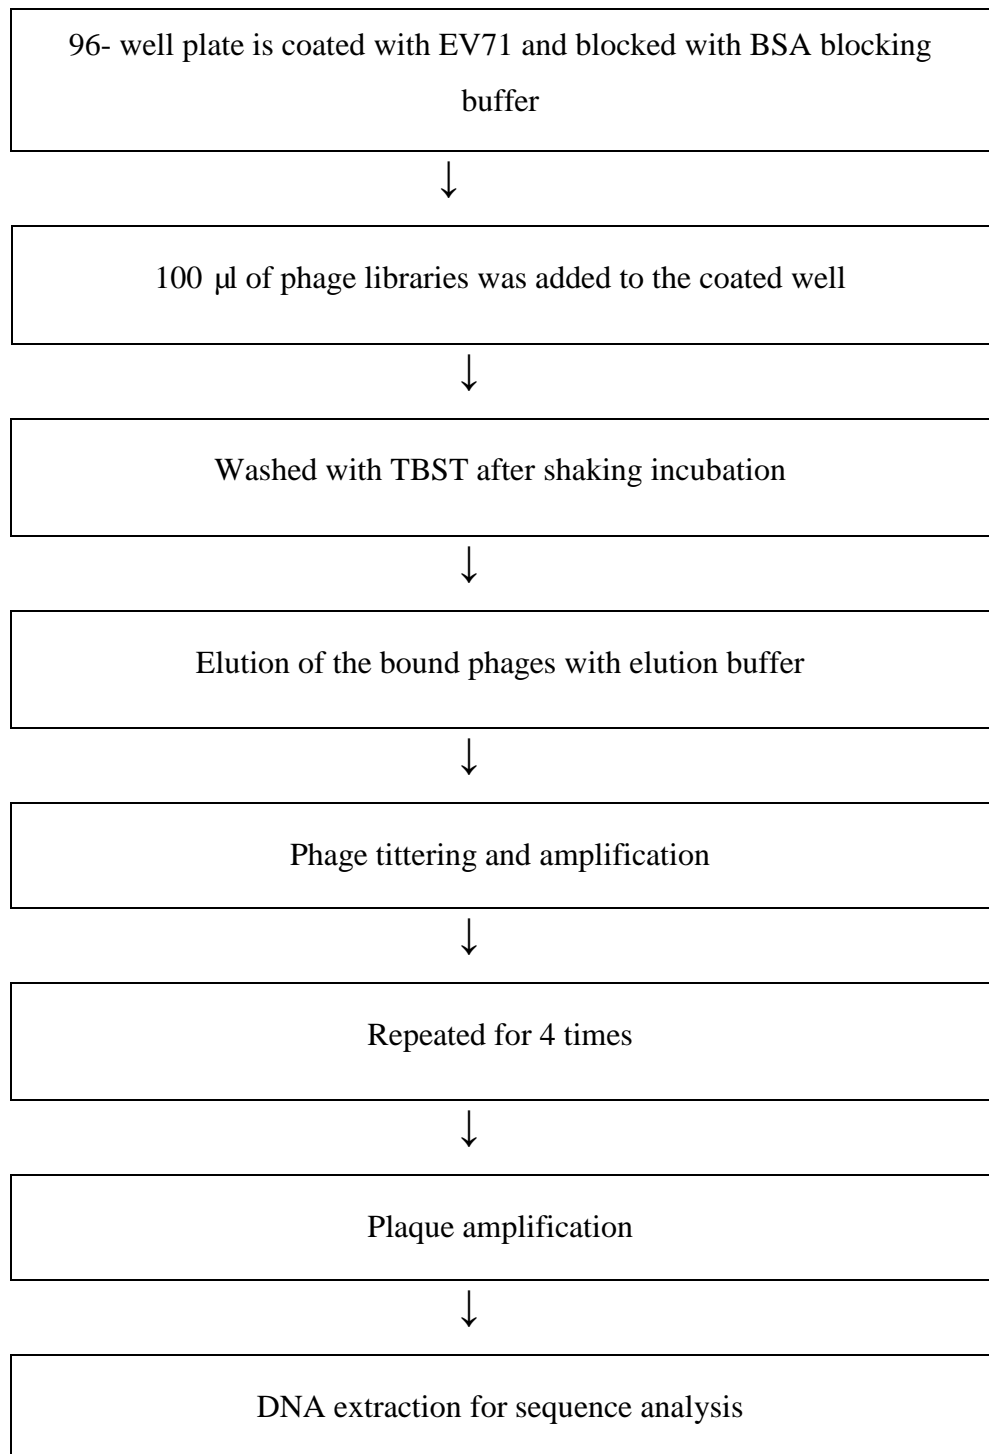 96- well plate is coated with EV71 and blocked with BSA blocking
buffer
↓
100 µl of phage libraries was added to the coated well
↓
Washed with TBST after shaking incubation
↓
Elution of the bound phages with elution buffer
↓
Phage tittering and amplification
↓
Repeated for 4 times
↓
Plaque amplification
↓
DNA extraction for sequence analysis